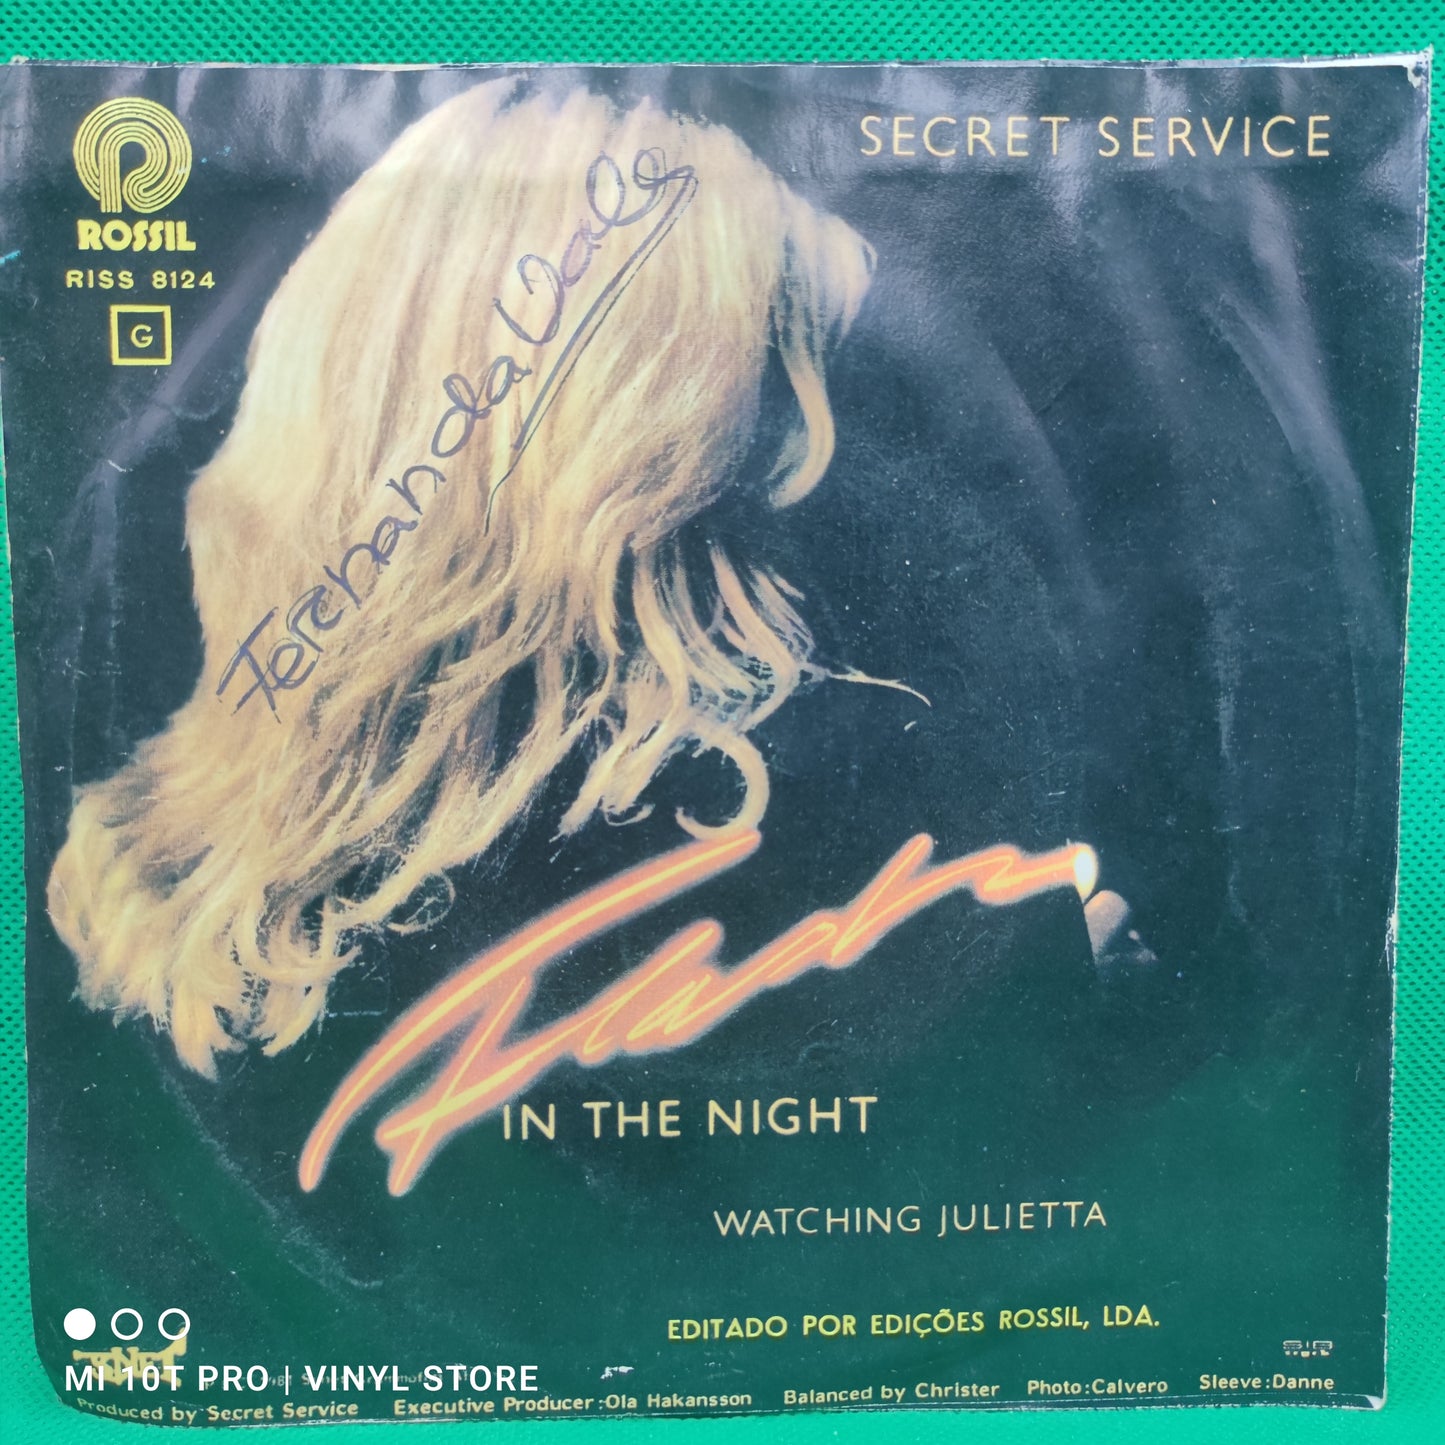 SECRET SERVICE
ROSSIL
RISS 8124
G
Fernanda Vale
Flash
IN THE NIGHT
WATCHING JULIETTA
EDITADO POR EDIÇÕES ROSSIL, LDA.
MI 10T PRO | VINYL STORE
Produced by Secret Service Executive Producer:Ola Hakansson Balanced by Christer Photo:Calvero Sleeve:Danne